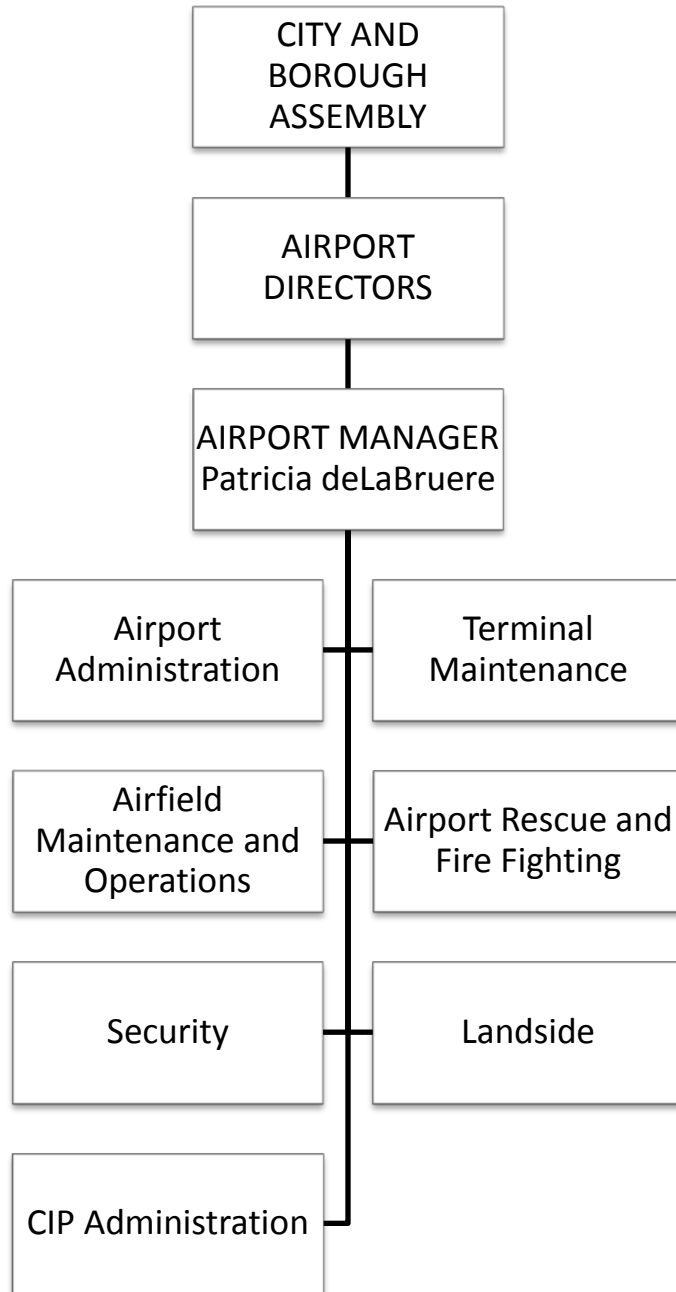 CITY AND
BOROUGH
ASSEMBLY
AIRPORT
DIRECTORS
AIRPORT MANAGER
Patricia deLaBruere
Airport
Administration
Terminal
Maintenance
Airfield
Maintenance and
Operations
Airport Rescue and
Fire Fighting
Security
Landside
CIP Administration